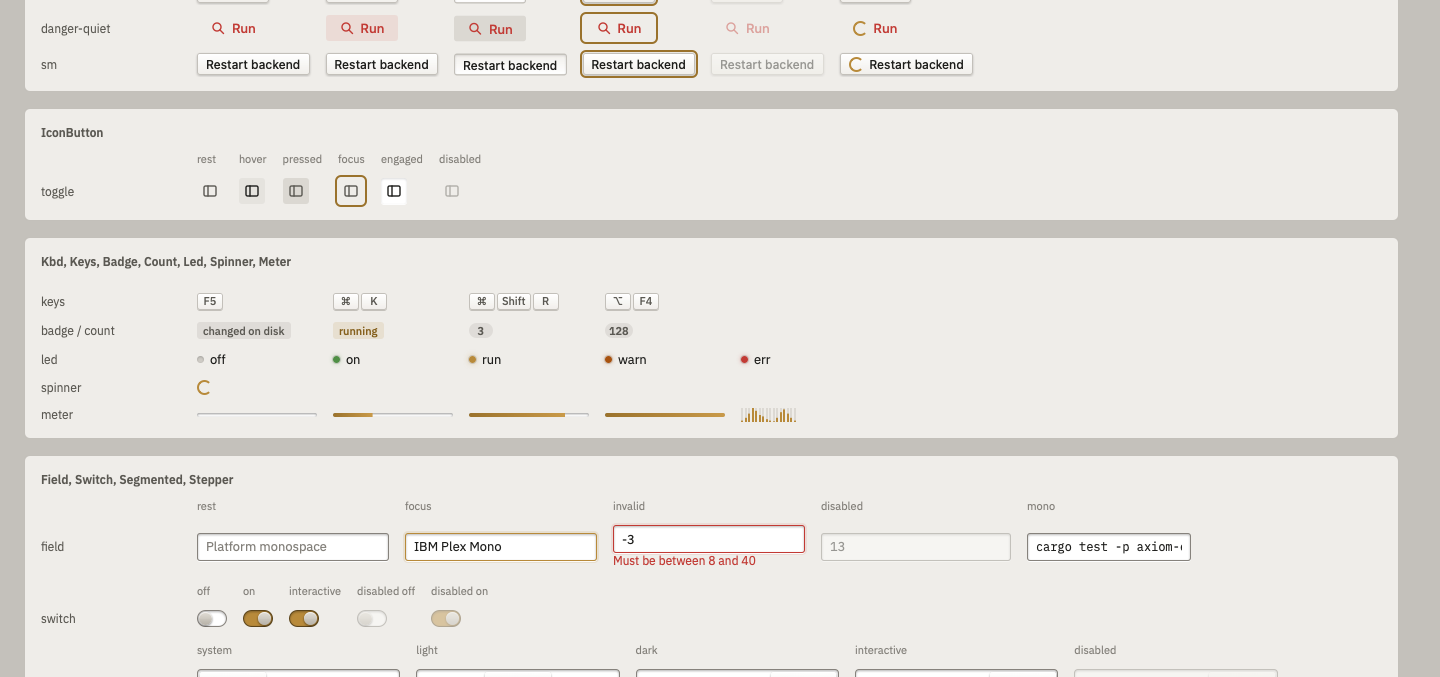 danger-quiet Run Run Run Run Run Run
sm Restart backend Restart backend Restart backend Restart backend Restart backend Restart backend
IconButton
rest hover pressed focus engaged disabled
toggle
Kbd, Keys, Badge, Count, Led, Spinner, Meter
keys F5 ⌘ K ⌘ Shift R ⌥ F4
badge / count changed on disk running 3 128
led off on run warn err
spinner
meter
Field, Switch, Segmented, Stepper
rest focus invalid disabled mono
field Platform monospace IBM Plex Mono -3 13 cargo test -p axiom-
Must be between 8 and 40
off on interactive disabled off disabled on
switch
system light dark interactive disabled